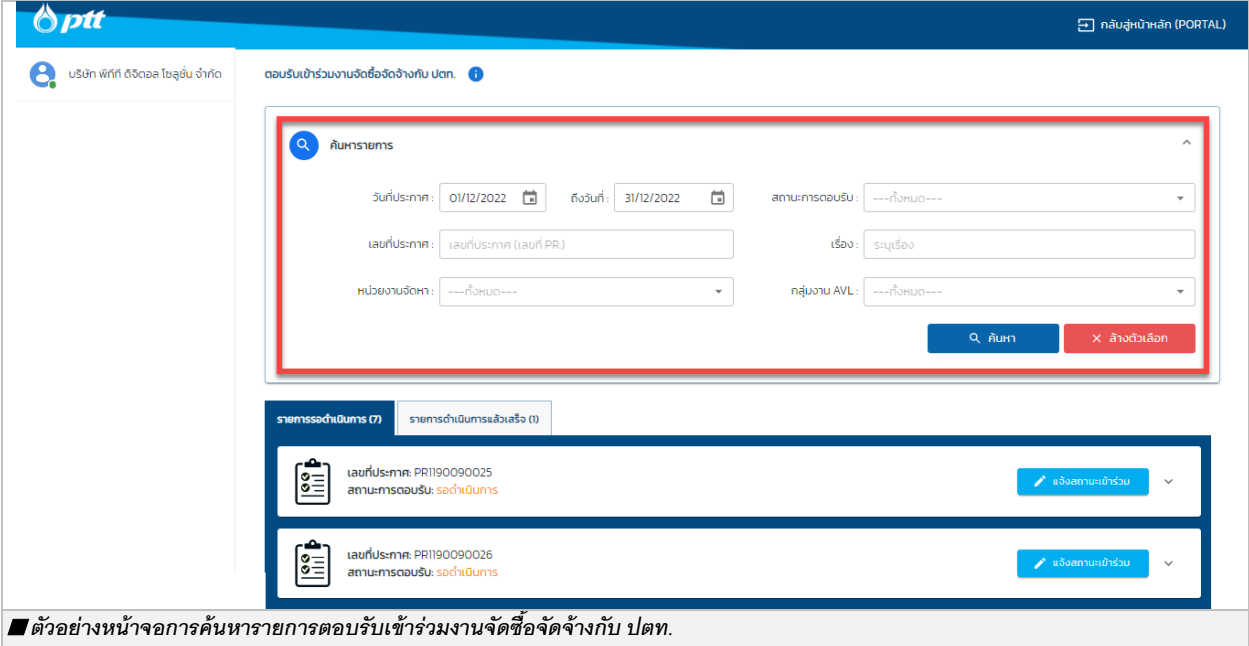 ptt
กลับสู่หน้าหลัก (PORTAL)
บริษัท พีทีที ดิจิตอล โซลูชั่น จำกัด
ตอบรับเข้าร่วมงานจัดซื้อจัดจ้างกับ ปตท. i
ค้นหารายการ
วันที่ประกาศ : 01/12/2022 ถึงวันที่ : 31/12/2022 สถานะการตอบรับ : ---ทั้งหมด---
เลขที่ประกาศ : เลขที่ประกาศ (เลขที่ PR.) เรื่อง : ระบุเรื่อง
หน่วยงานจัดหา : ---ทั้งหมด--- กลุ่มงาน AVL : ---ทั้งหมด---
ค้นหา × ล้างตัวเลือก
รายการรอดำเนินการ (7) รายการดำเนินการแล้วเสร็จ (1)
เลขที่ประกาศ: PR1190090025
สถานะการตอบรับ: รอดำเนินการ
แจ้งสถานะเข้าร่วม
เลขที่ประกาศ: PR1190090026
สถานะการตอบรับ: รอดำเนินการ
แจ้งสถานะเข้าร่วม
ตัวอย่างหน้าจอการค้นหารายการตอบรับเข้าร่วมงานจัดซื้อจัดจ้างกับ ปตท.